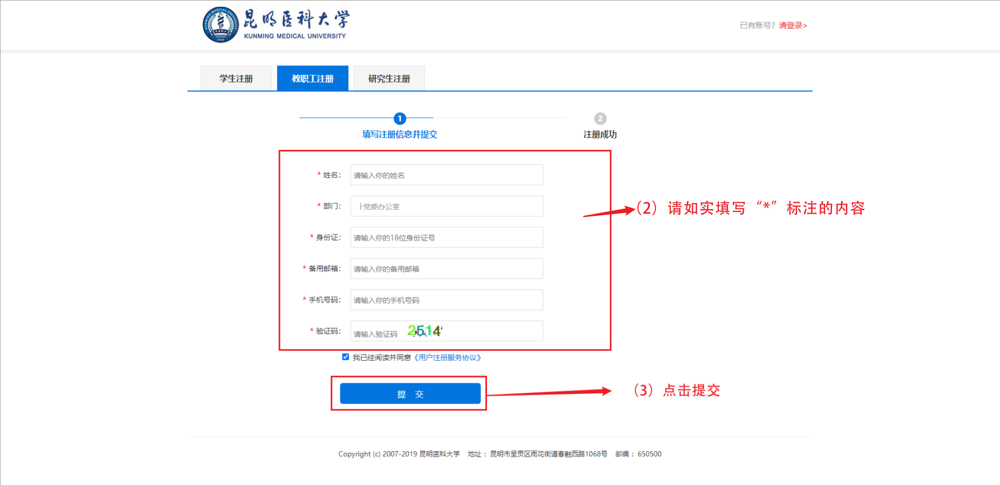 昆明医科大学
KUNMING MEDICAL UNIVERSITY
已有账号? 请登录>
学生注册 教职工注册 研究生注册
1 2
填写注册信息并提交 注册成功
* 姓名: 请输入你的姓名
* 部门: 党委办公室
* 身份证: 请输入你的18位身份证号
* 备用邮箱: 请输入你的备用邮箱
* 手机号码: 请输入你的手机号码
* 验证码: 请输入验证码 2514
(2) 请如实填写“*”标注的内容
我已经阅读并同意《用户注册服务协议》
提 交
(3) 点击提交
Copyright (c) 2007-2019 昆明医科大学 地址: 昆明市呈贡区雨花街道春融西路1068号 邮编: 650500